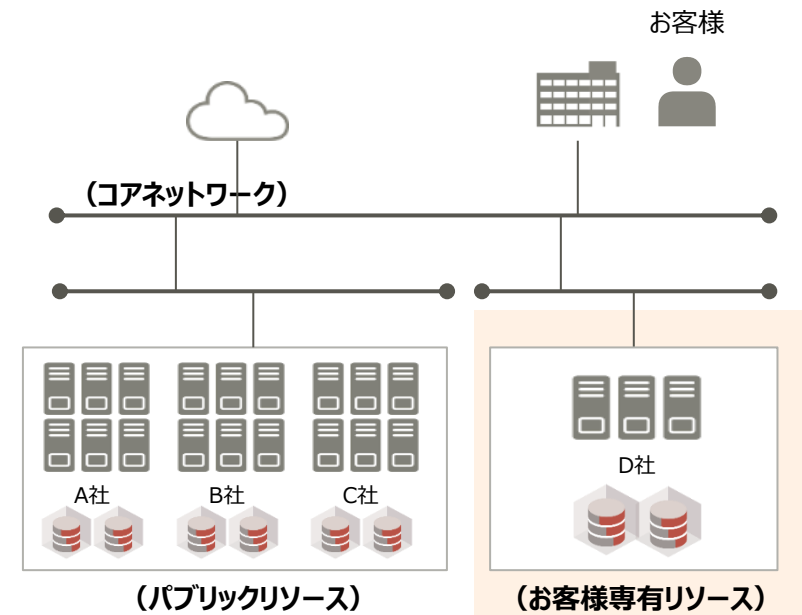 お客様
（コアネットワーク）
A社
B社
C社
D社
（パブリックリソース）
（お客様専有リソース）